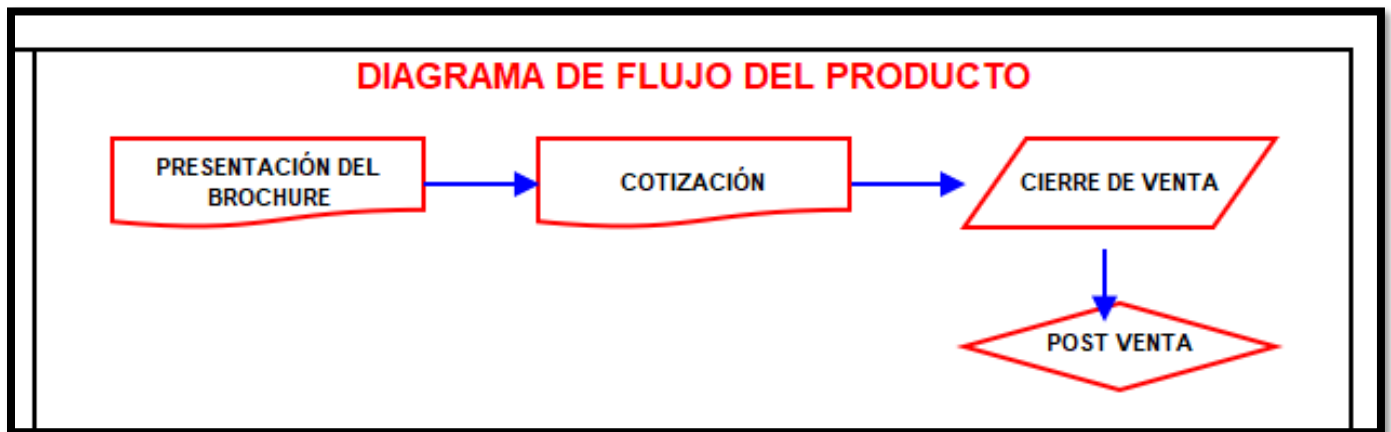 DIAGRAMA DE FLUJO DEL PRODUCTO
PRESENTACIÓN DEL
BROCHURE
COTIZACIÓN
CIERRE DE VENTA
POST VENTA